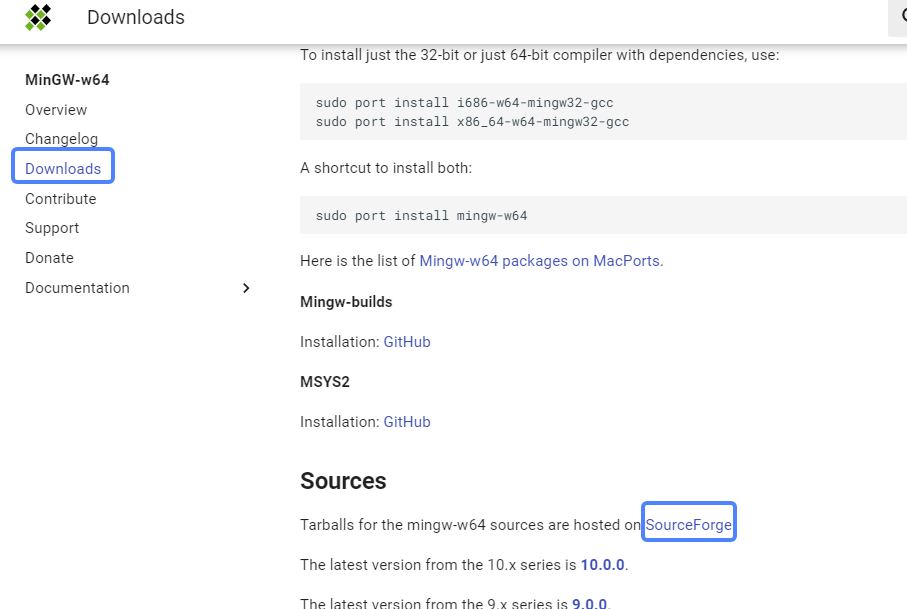 Downloads
MinGW-w64
Overview
Changelog
Downloads
Contribute
Support
Donate
Documentation
To install just the 32-bit or just 64-bit compiler with dependencies, use:
sudo port install i686-w64-mingw32-gcc
sudo port install x86_64-w64-mingw32-gcc
A shortcut to install both:
sudo port install mingw-w64
Here is the list of Mingw-w64 packages on MacPorts.
Mingw-builds
Installation: GitHub
MSYS2
Installation: GitHub
Sources
Tarballs for the mingw-w64 sources are hosted on SourceForge
The latest version from the 10.x series is 10.0.0.
The latest version from the 9.x series is 9.0.0.